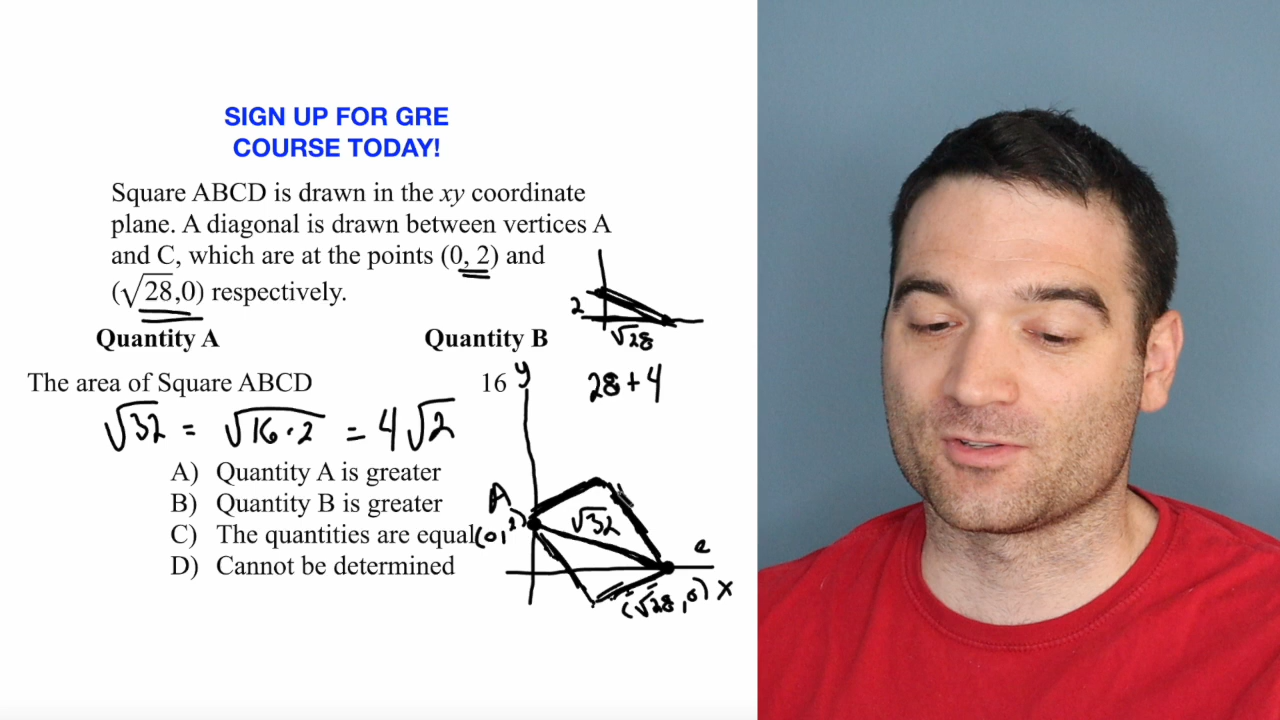 SIGN UP FOR GRE
COURSE TODAY!
Square ABCD is drawn in the xy coordinate
plane. A diagonal is drawn between vertices A
and C, which are at the points (0, 2) and
(√28,0) respectively.
2
√28
Quantity A
Quantity B
The area of Square ABCD
16
28+4
√32 = √16·2 = 4√2
y
A) Quantity A is greater
B) Quantity B is greater
C) The quantities are equal
D) Cannot be determined
A
(0,2)
√32
c
(√28,0)
x